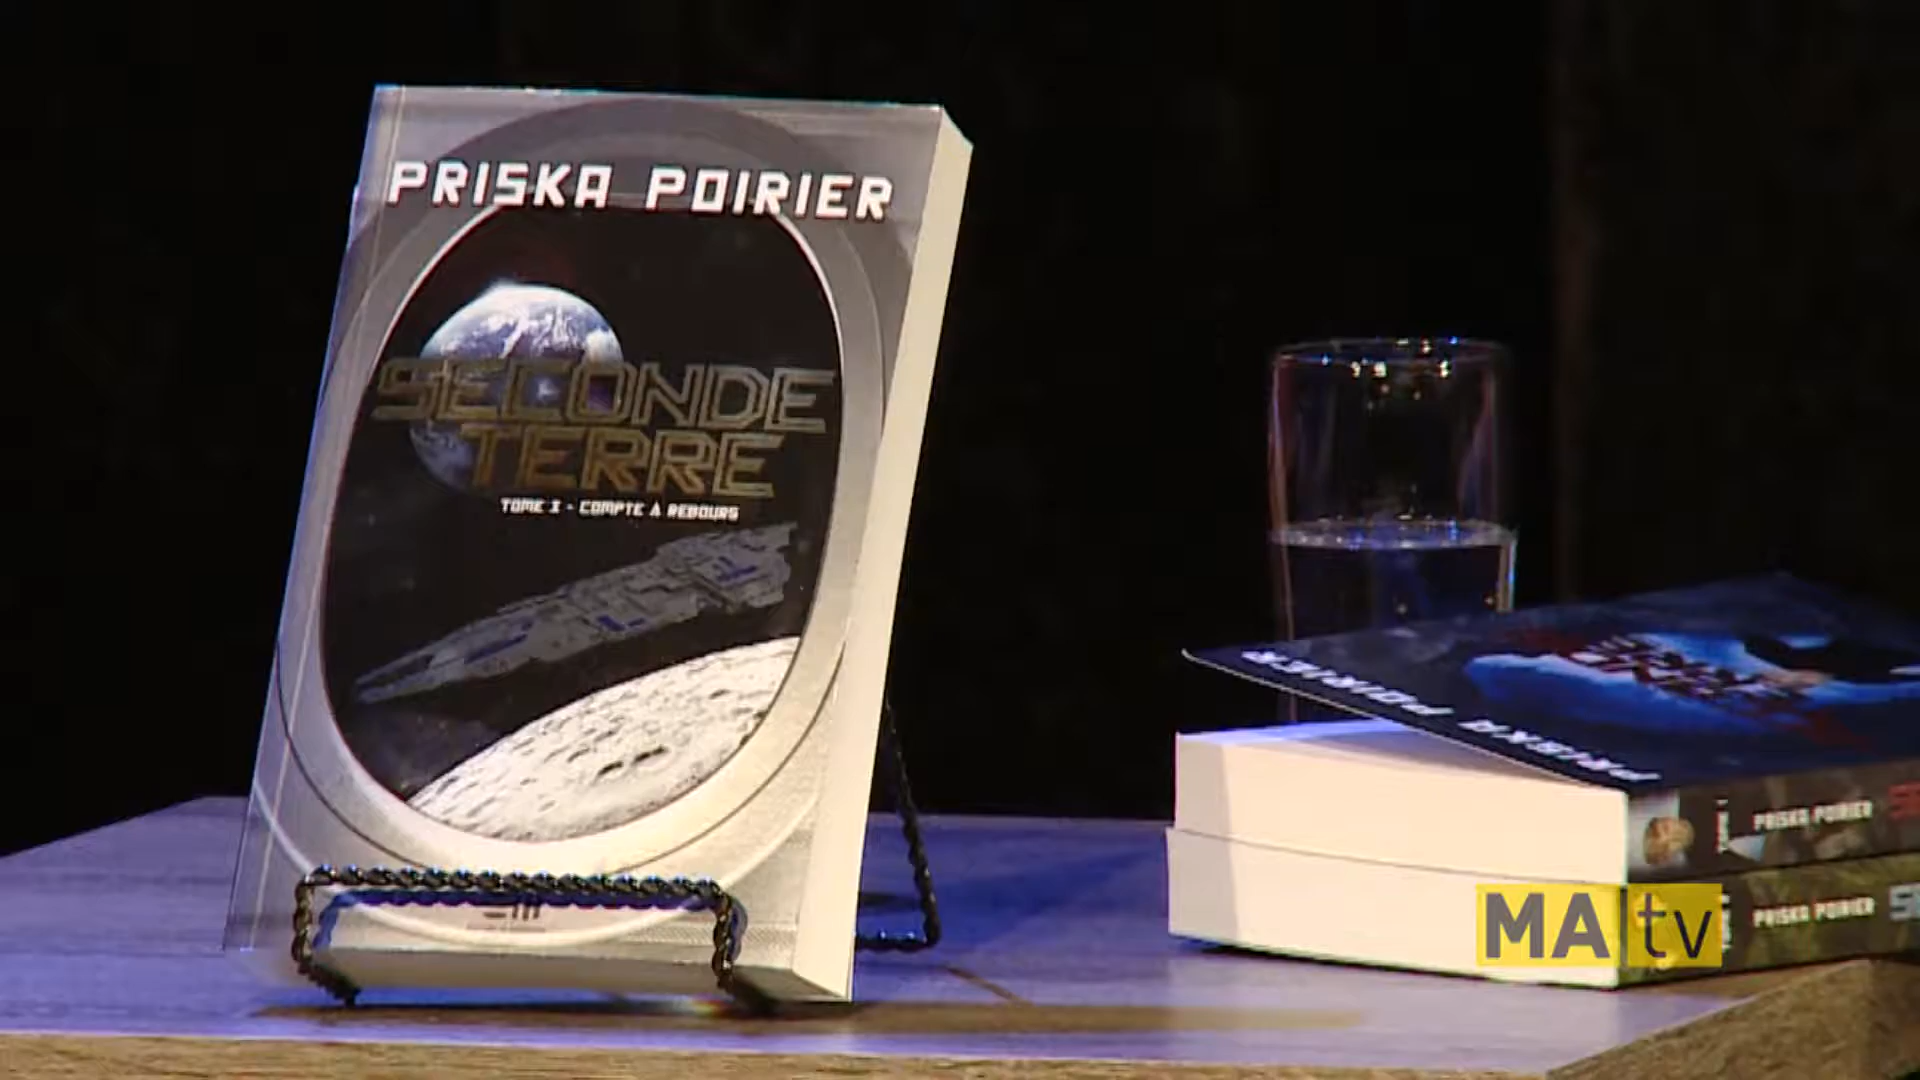 PRISKA POIRIER
SECONDE
TERRE
TOME I - COMPTE À REBOURS
PRISKA POIRIER
PRISKA POIRIER
PRISKA POIRIER
MA|tv